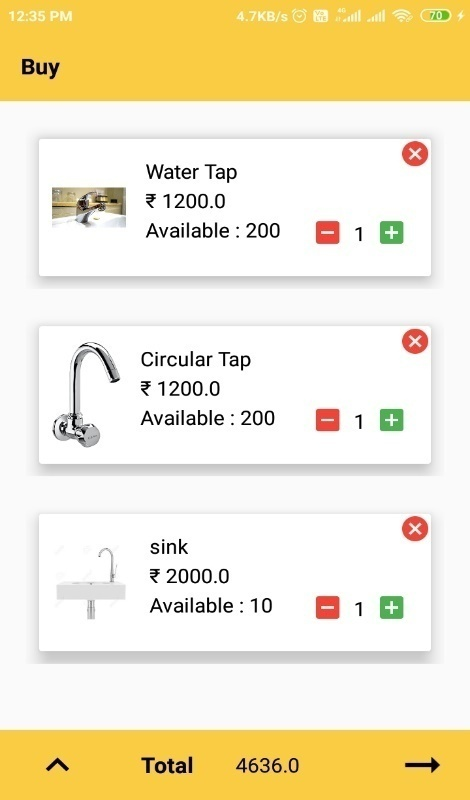 12:35 PM 4.7KB/s 4G 70
Buy
Water Tap
₹ 1200.0
Available : 200
1
Circular Tap
₹ 1200.0
Available : 200
1
sink
₹ 2000.0
Available : 10
1
Total 4636.0